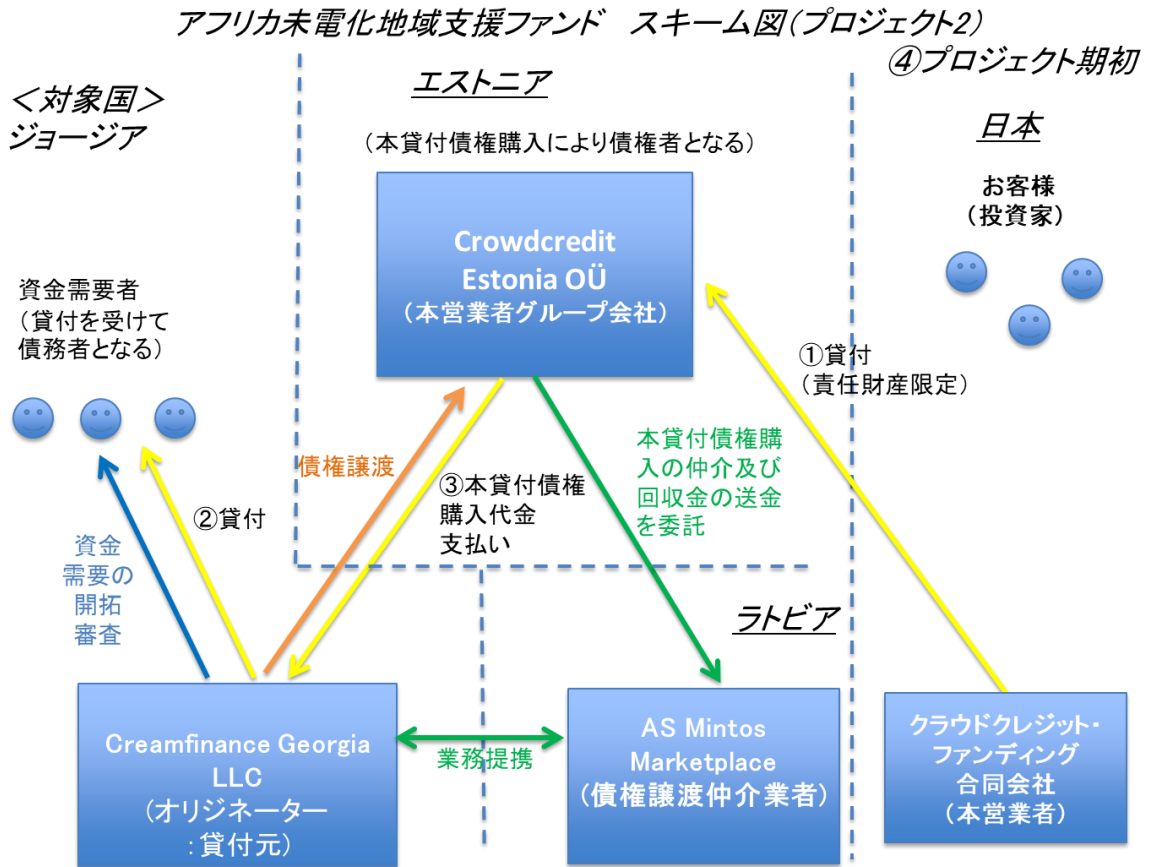 アフリカ未電化地域支援ファンド　スキーム図(プロジェクト2)
④プロジェクト期初
＜対象国＞
ジョージア
エストニア
(本貸付債権購入により債権者となる)
日本
お客様
(投資家)
Crowdcredit
Estonia OÜ
(本営業者グループ会社)
資金需要者
(貸付を受けて
債務者となる)
①貸付
(責任財産限定)
債権譲渡
③本貸付債権
購入代金
支払い
本貸付債権購
入の仲介及び
回収金の送金
を委託
②貸付
資金
需要の
開拓
審査
ラトビア
Creamfinance Georgia
LLC
(オリジネーター
:貸付元)
業務提携
AS Mintos
Marketplace
(債権譲渡仲介業者)
クラウドクレジット・
ファンディング
合同会社
(本営業者)